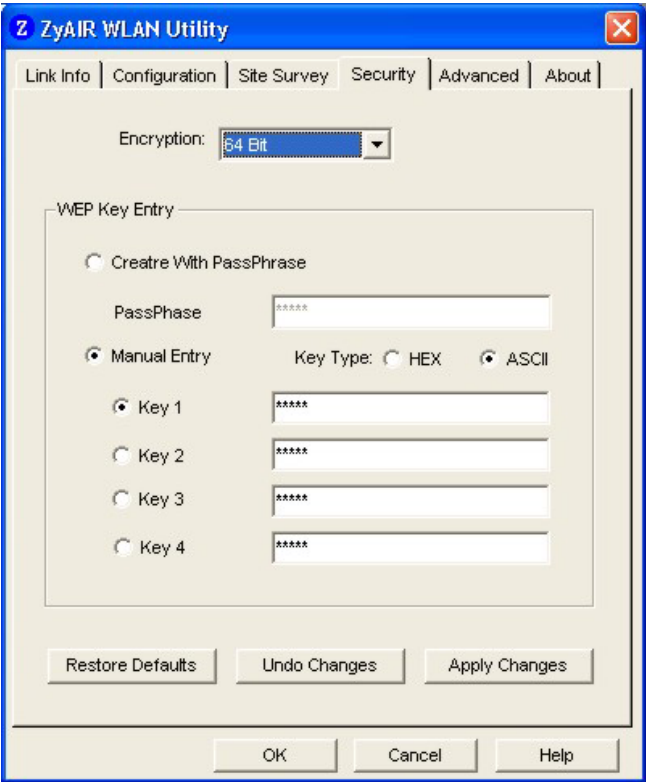 Z ZyAIR WLAN Utility
Link Info Configuration Site Survey Security Advanced About
Encryption: 64 Bit
WEP Key Entry
Creatre With PassPhrase
PassPhase *****
Manual Entry Key Type: HEX ASCII
Key 1 *****
Key 2 *****
Key 3 *****
Key 4 *****
Restore Defaults Undo Changes Apply Changes
OK Cancel Help